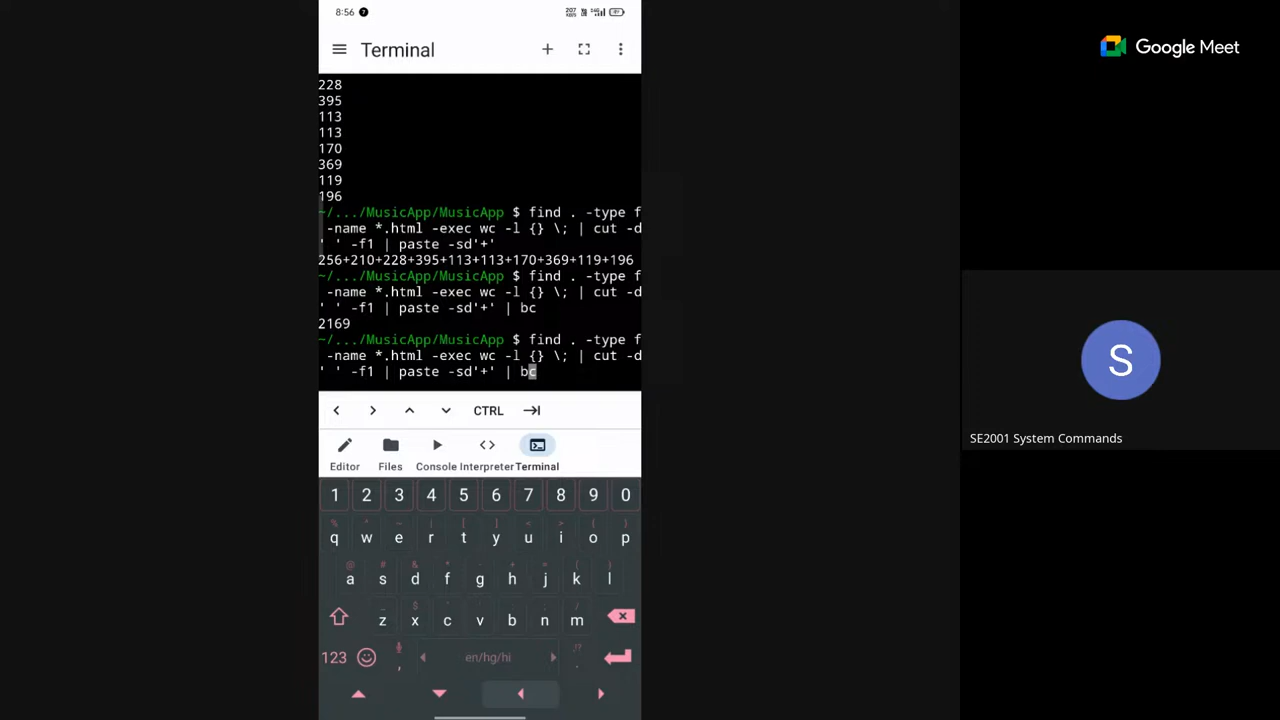 8:56
207 KB/S
Google Meet
Terminal
228
395
113
113
170
369
119
196
~/.../MusicApp/MusicApp $ find . -type f
-name *.html -exec wc -l {} \; | cut -d
' ' -f1 | paste -sd'+'
256+210+228+395+113+113+170+369+119+196
~/.../MusicApp/MusicApp $ find . -type f
-name *.html -exec wc -l {} \; | cut -d
' ' -f1 | paste -sd'+' | bc
2169
~/.../MusicApp/MusicApp $ find . -type f
-name *.html -exec wc -l {} \; | cut -d
' ' -f1 | paste -sd'+' | bc
S
SE2001 System Commands
CTRL
Editor Files Console Interpreter Terminal
1 2 3 4 5 6 7 8 9 0
q w e r t y u i o p
@ # & * - + = ( )
a s d f g h j k l
z x c v b n m
123 , en/hg/hi .